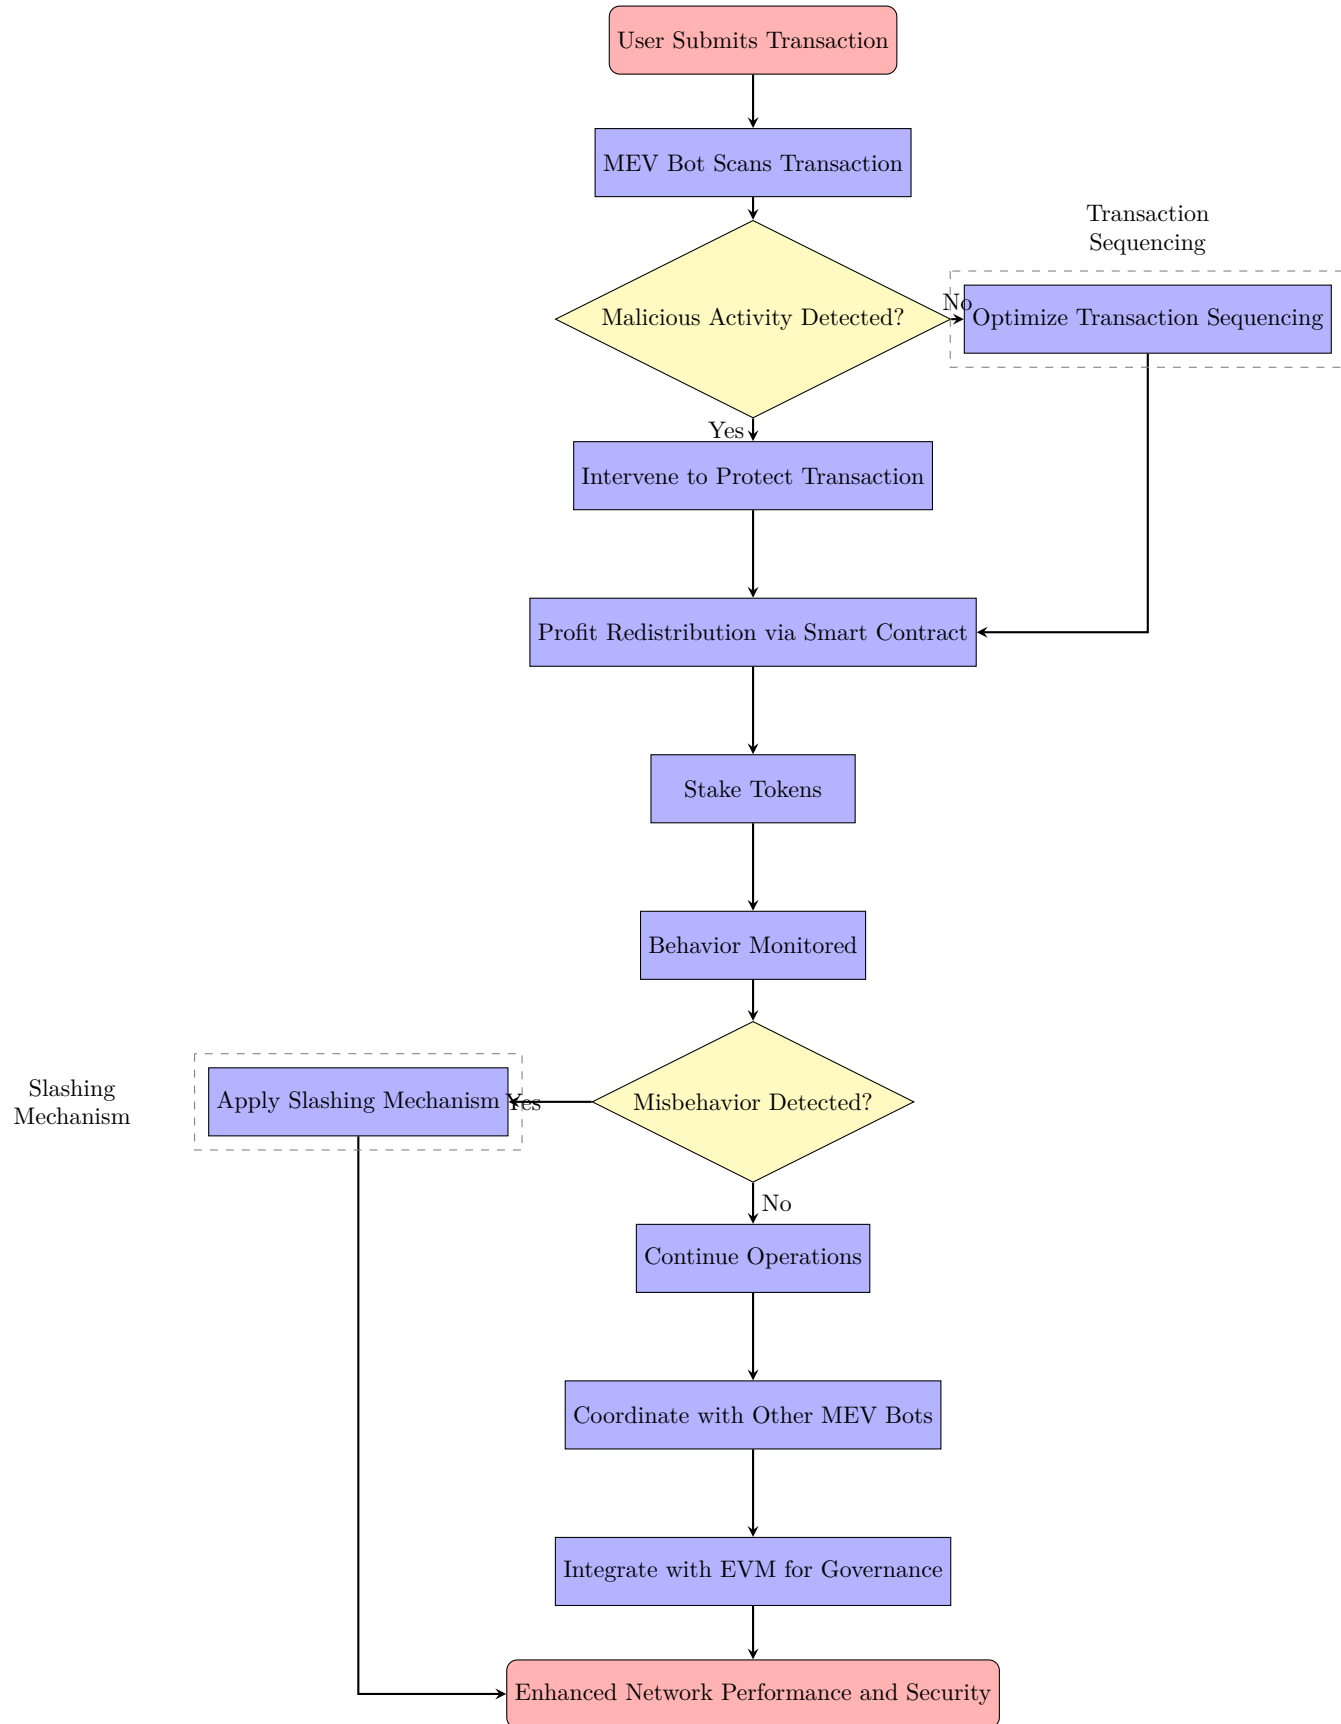 User Submits Transaction
MEV Bot Scans Transaction
Transaction
Sequencing
Malicious Activity Detected?
No
Optimize Transaction Sequencing
Yes
Intervene to Protect Transaction
Profit Redistribution via Smart Contract
Stake Tokens
Behavior Monitored
Slashing
Mechanism
Apply Slashing Mechanism
Yes
Misbehavior Detected?
No
Continue Operations
Coordinate with Other MEV Bots
Integrate with EVM for Governance
Enhanced Network Performance and Security